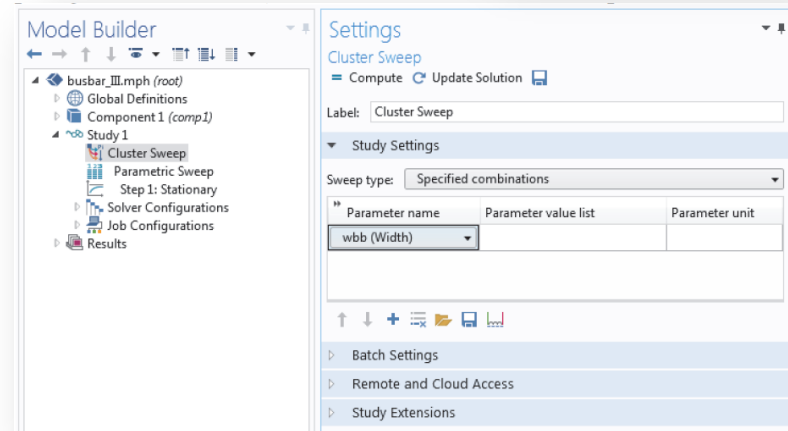 Model Builder
busbar_III.mph (root)
Global Definitions
Component 1 (comp1)
Study 1
Cluster Sweep
Parametric Sweep
Step 1: Stationary
Solver Configurations
Job Configurations
Results
Settings
Cluster Sweep
= Compute Update Solution
Label: Cluster Sweep
Study Settings
Sweep type: Specified combinations
Parameter name Parameter value list Parameter unit
wbb (Width)
Batch Settings
Remote and Cloud Access
Study Extensions